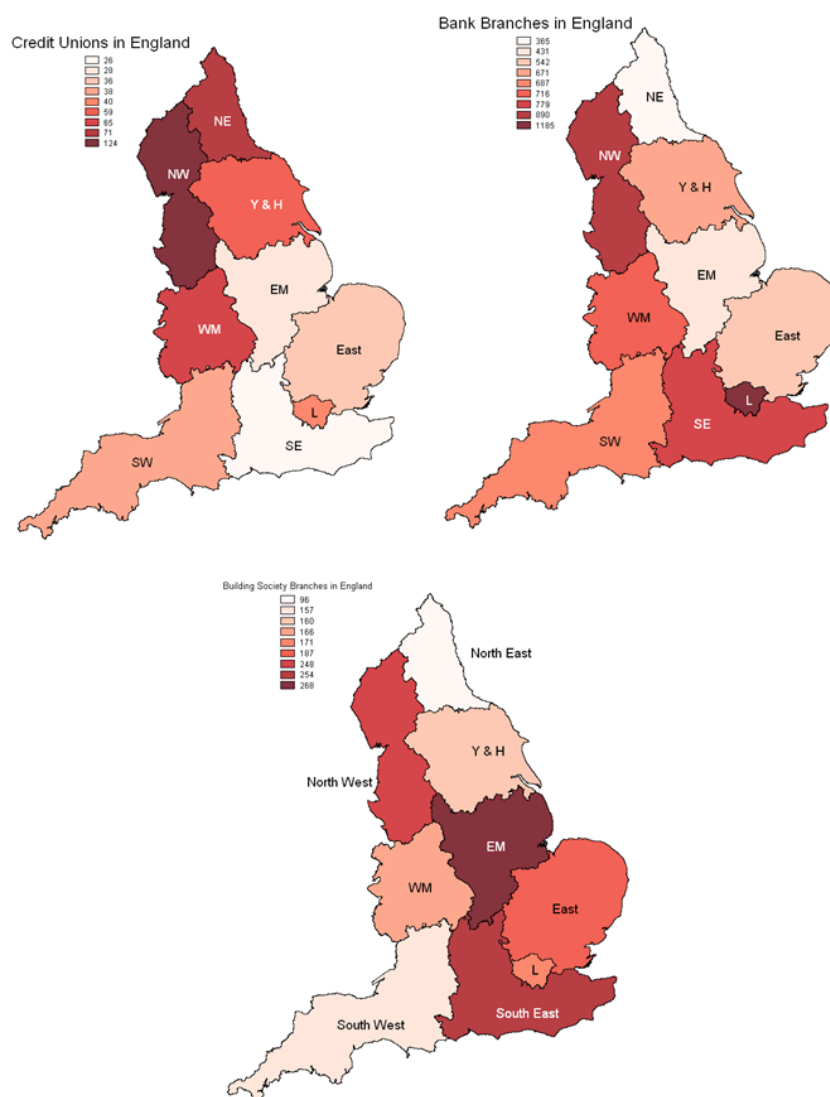 Credit Unions in England
26
28
36
38
40
59
65
71
124
NE
NW
Y & H
EM
WM
East
L
SW
SE
Bank Branches in England
365
431
542
671
687
716
779
890
1185
NE
NW
Y & H
EM
WM
East
L
SW
SE
Building Society Branches in England
96
157
160
166
171
187
248
254
268
North East
Y & H
North West
EM
WM
East
L
South West
South East